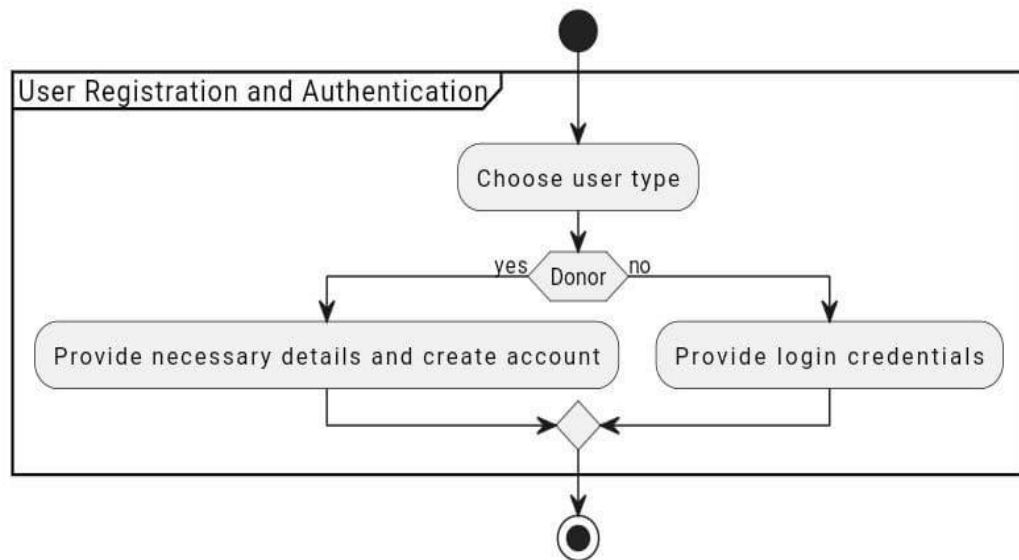 User Registration and Authentication
Choose user type
yes
Donor
no
Provide necessary details and create account
Provide login credentials